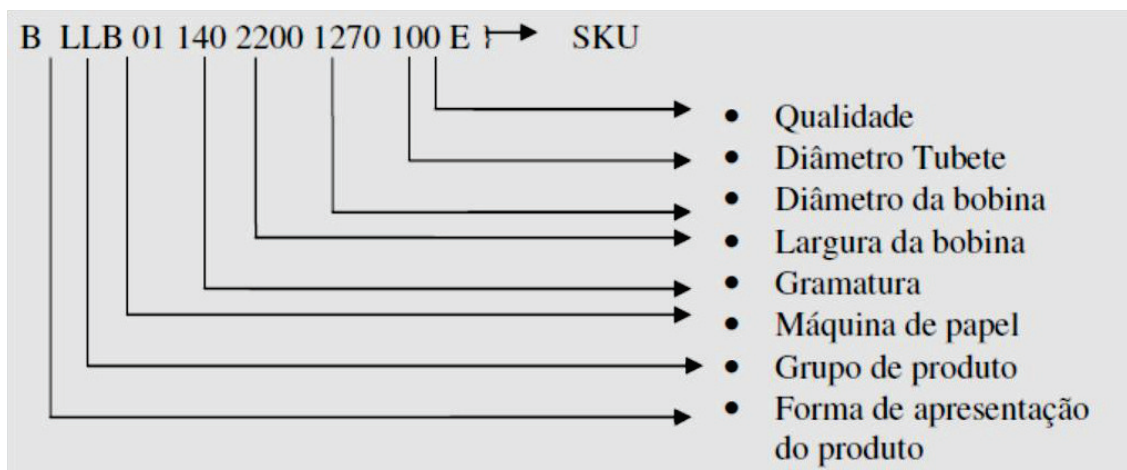 B LLB 01 140 2200 1270 100 E } SKU
• Qualidade
• Diâmetro Tubete
• Diâmetro da bobina
• Largura da bobina
• Gramatura
• Máquina de papel
• Grupo de produto
• Forma de apresentação
do produto